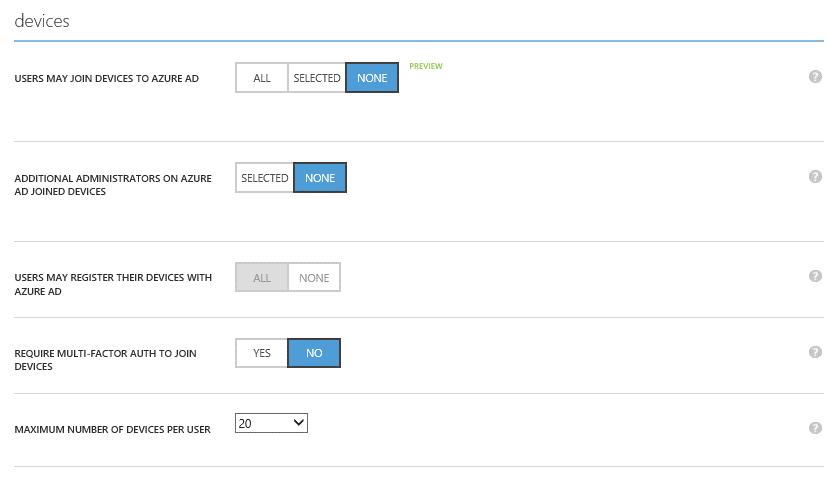 devices
USERS MAY JOIN DEVICES TO AZURE AD
ALL
SELECTED
NONE
PREVIEW
?
ADDITIONAL ADMINISTRATORS ON AZURE
AD JOINED DEVICES
SELECTED
NONE
?
USERS MAY REGISTER THEIR DEVICES WITH
AZURE AD
ALL
NONE
?
REQUIRE MULTI-FACTOR AUTH TO JOIN
DEVICES
YES
NO
?
MAXIMUM NUMBER OF DEVICES PER USER
20
?